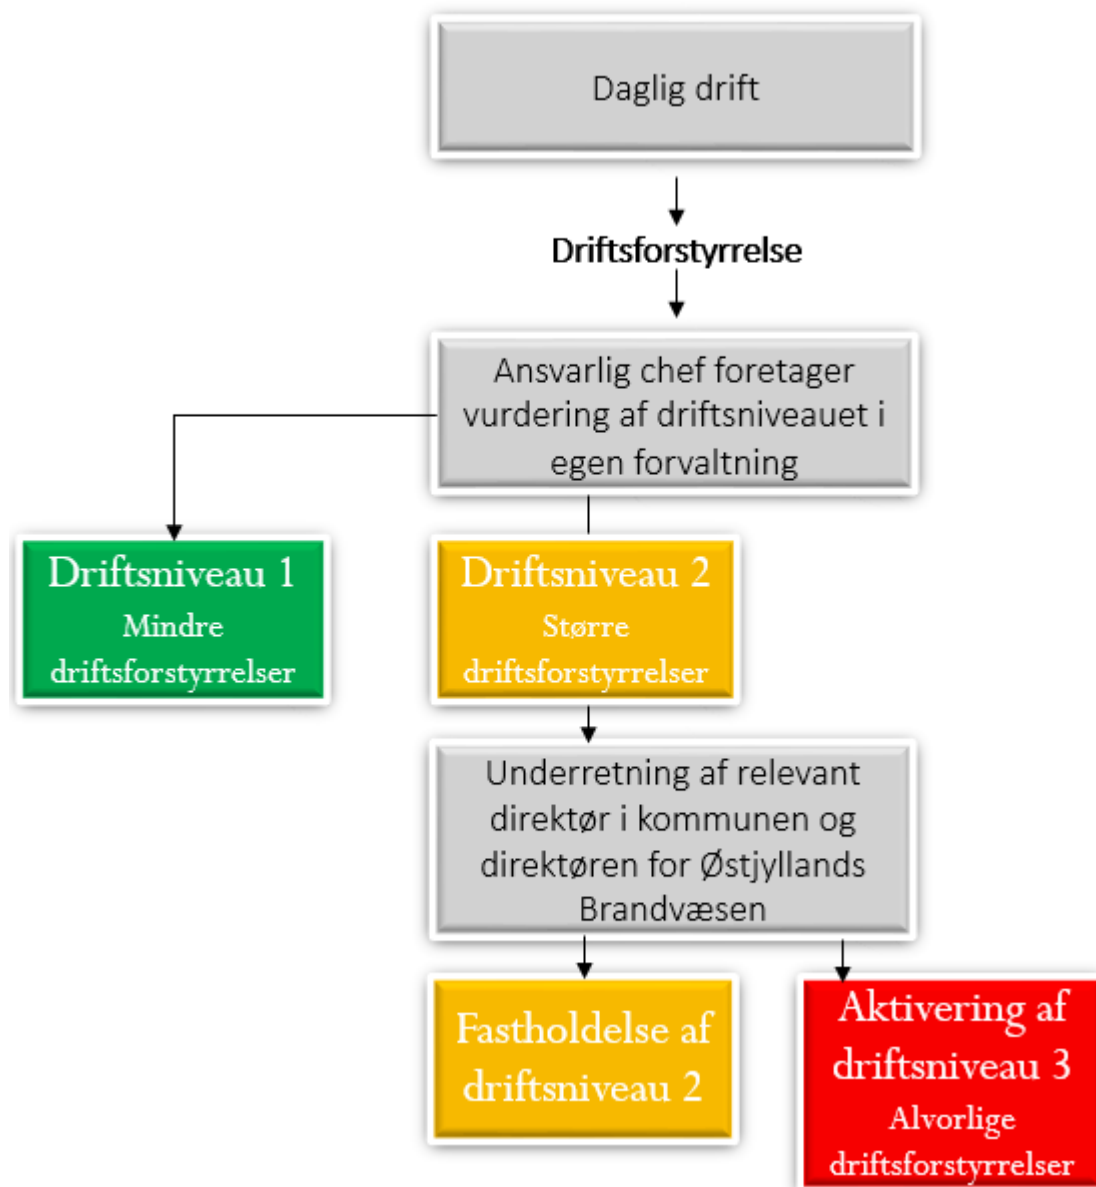 Daglig drift
Driftsforstyrrelse
Ansvarlig chef foretager
vurdering af driftsniveauet i
egen forvaltning
Driftsniveau 1
Mindre
driftsforstyrrelser
Driftsniveau 2
Større
driftsforstyrrelser
Underretning af relevant
direktør i kommunen og
direktøren for Østjyllands
Brandvæsen
Fastholdelse af
driftsniveau 2
Aktivering af
driftsniveau 3
Alvorlige
driftsforstyrrelser